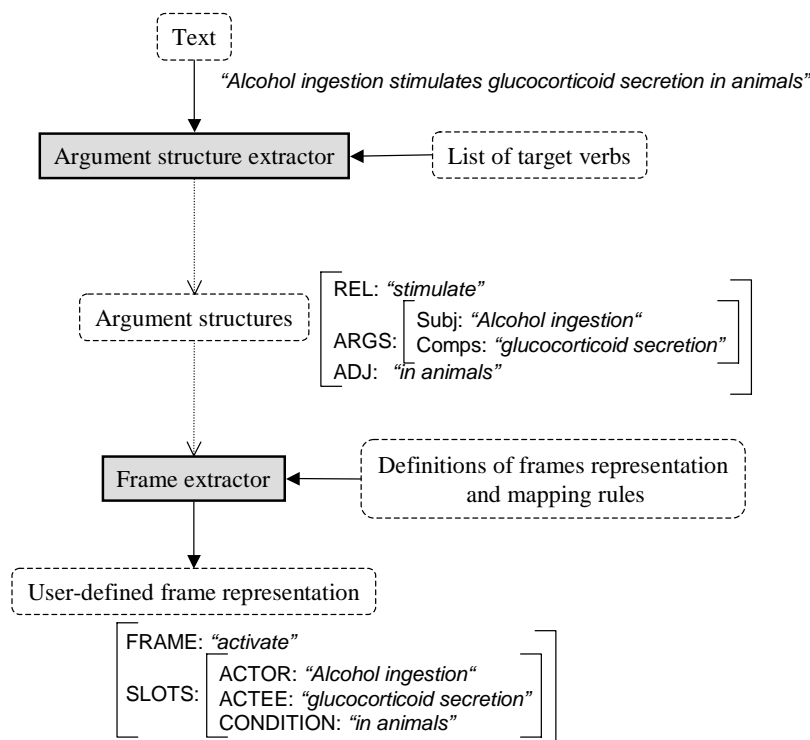 Text
“Alcohol ingestion stimulates glucocorticoid secretion in animals”
Argument structure extractor
List of target verbs
Argument structures
REL: “stimulate”
ARGS:
Subj: “Alcohol ingestion“
Comps: “glucocorticoid secretion”
ADJ: “in animals”
Frame extractor
Definitions of frames representation
and mapping rules
User-defined frame representation
FRAME: “activate”
SLOTS:
ACTOR: “Alcohol ingestion“
ACTEE: “glucocorticoid secretion”
CONDITION: “in animals”